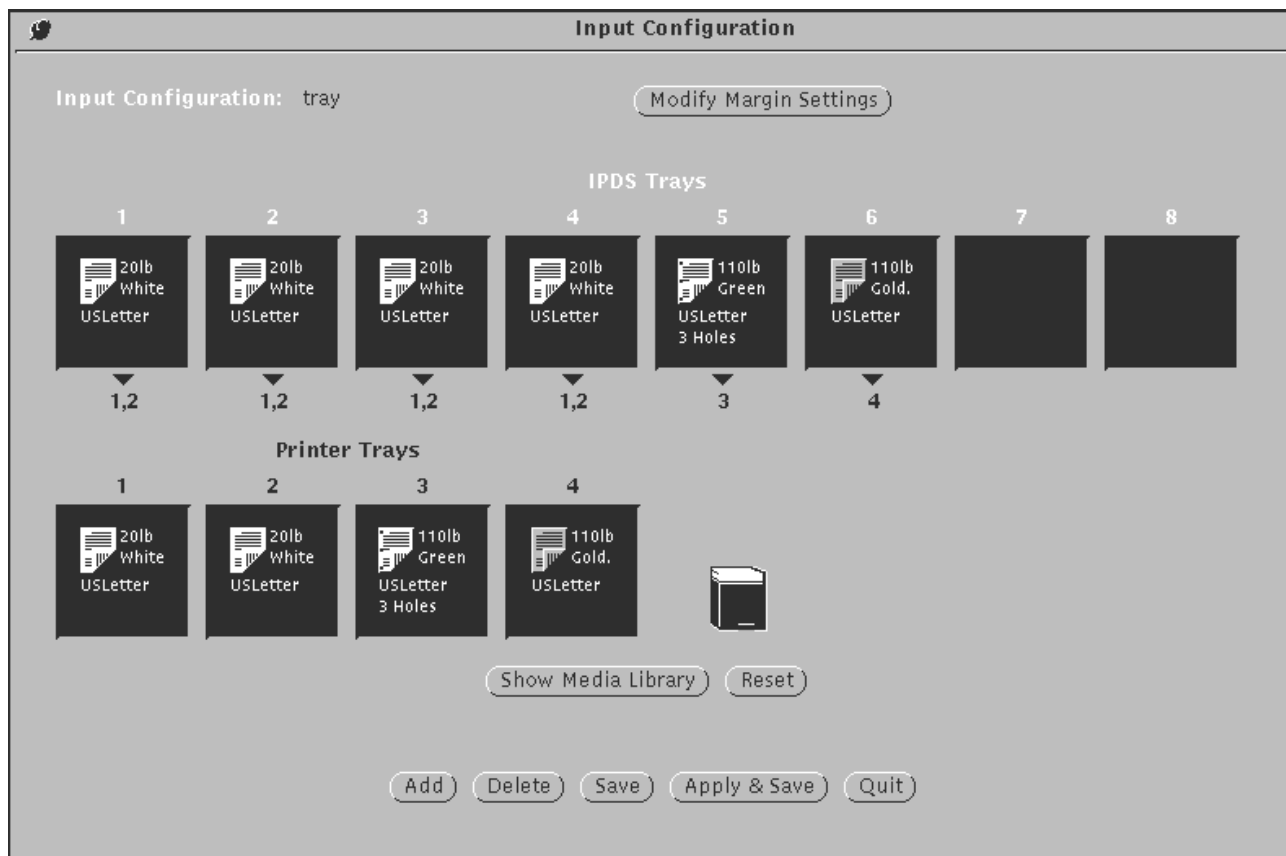 Input Configuration
Input Configuration: tray Modify Margin Settings
IPDS Trays
1 2 3 4 5 6 7 8
20lb 20lb 20lb 20lb 110lb 110lb
White White White White Green Gold.
USLetter USLetter USLetter USLetter USLetter USLetter
3 Holes
1,2 1,2 1,2 1,2 3 4
Printer Trays
1 2 3 4
20lb 20lb 110lb 110lb
White White Green Gold.
USLetter USLetter USLetter USLetter
3 Holes
Show Media Library Reset
Add Delete Save Apply & Save Quit